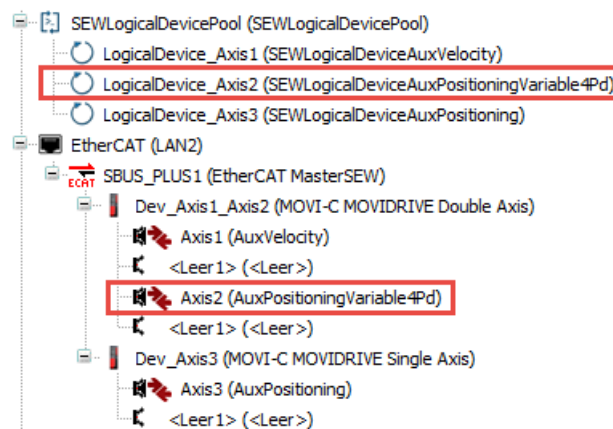 SEWLogicalDevicePool (SEWLogicalDevicePool)
LogicalDevice_Axis1 (SEWLogicalDeviceAuxVelocity)
LogicalDevice_Axis2 (SEWLogicalDeviceAuxPositioningVariable4Pd)
LogicalDevice_Axis3 (SEWLogicalDeviceAuxPositioning)
EtherCAT (LAN2)
ECAT SBUS_PLUS1 (EtherCAT MasterSEW)
Dev_Axis1_Axis2 (MOVI-C MOVIDRIVE Double Axis)
Axis1 (AuxVelocity)
<Leer1> (<Leer>)
Axis2 (AuxPositioningVariable4Pd)
<Leer1> (<Leer>)
Dev_Axis3 (MOVI-C MOVIDRIVE Single Axis)
Axis3 (AuxPositioning)
<Leer1> (<Leer>)